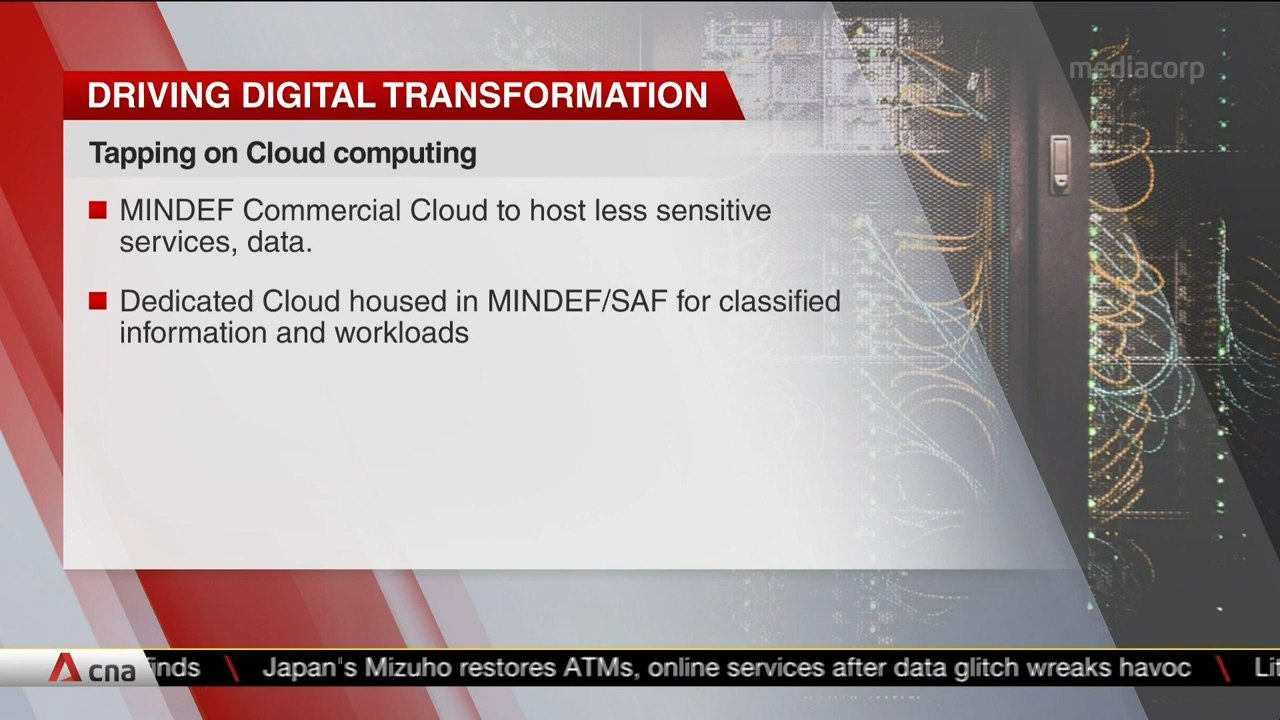 mediacorp
DRIVING DIGITAL TRANSFORMATION
Tapping on Cloud computing
MINDEF Commercial Cloud to host less sensitive
services, data.
Dedicated Cloud housed in MINDEF/SAF for classified
information and workloads
cna inds \ Japan's Mizuho restores ATMs, online services after data glitch wreaks havoc \ Lit